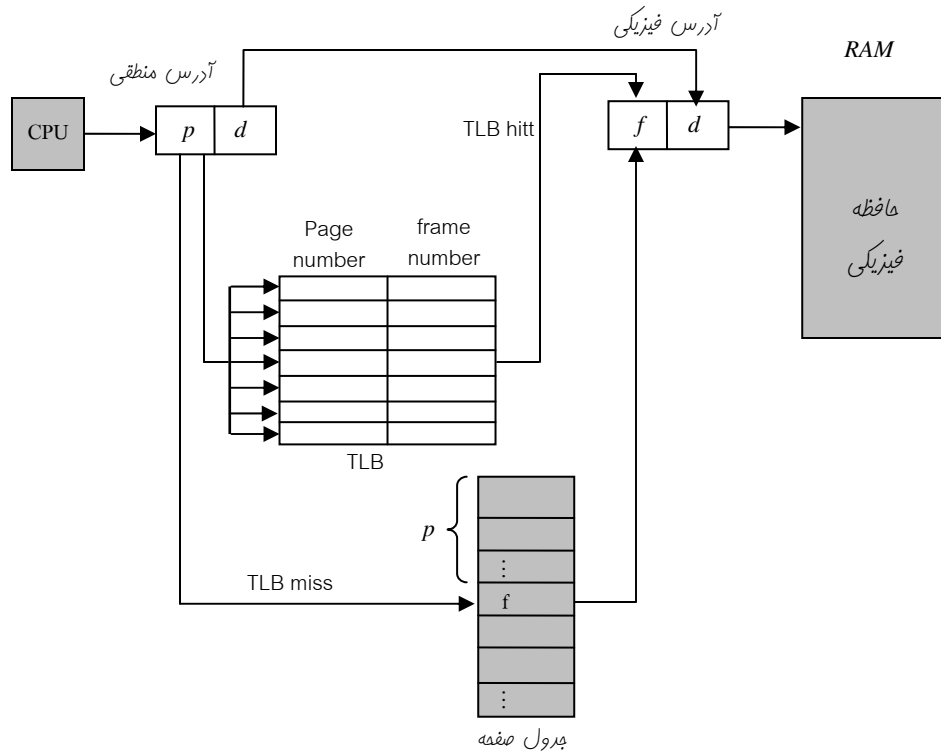 آدرس فیزیکی
RAM
آدرس منطقی
CPU
p d
TLB hitt
f d
حافظه
فیزیکی
Page
number
frame
number
TLB
p
⋮
TLB miss
f
⋮
جدول صفحه